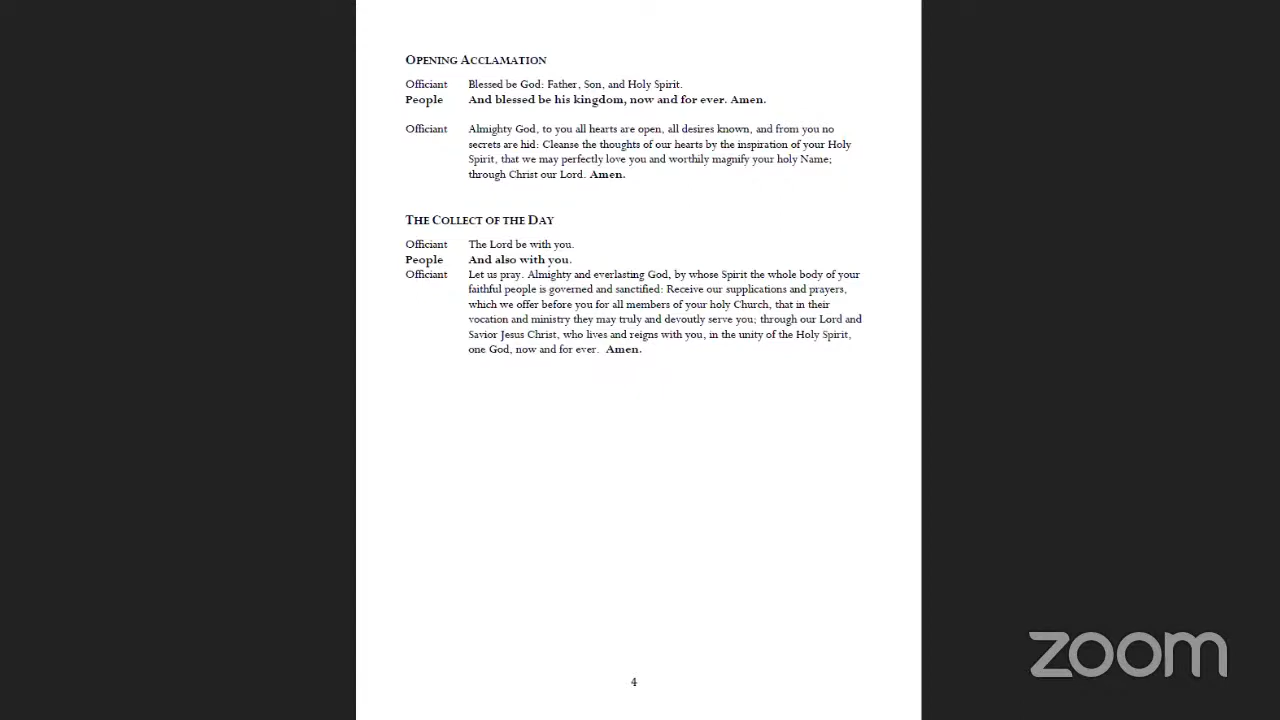 OPENING ACCLAMATION
Officiant Blessed be God: Father, Son, and Holy Spirit.
People And blessed be his kingdom, now and for ever. Amen.
Officiant Almighty God, to you all hearts are open, all desires known, and from you no
secrets are hid: Cleanse the thoughts of our hearts by the inspiration of your Holy
Spirit, that we may perfectly love you and worthily magnify your holy Name;
through Christ our Lord. Amen.
THE COLLECT OF THE DAY
Officiant The Lord be with you.
People And also with you.
Officiant Let us pray. Almighty and everlasting God, by whose Spirit the whole body of your
faithful people is governed and sanctified: Receive our supplications and prayers,
which we offer before you for all members of your holy Church, that in their
vocation and ministry they may truly and devoutly serve you; through our Lord and
Savior Jesus Christ, who lives and reigns with you, in the unity of the Holy Spirit,
one God, now and for ever. Amen.
zoom
4